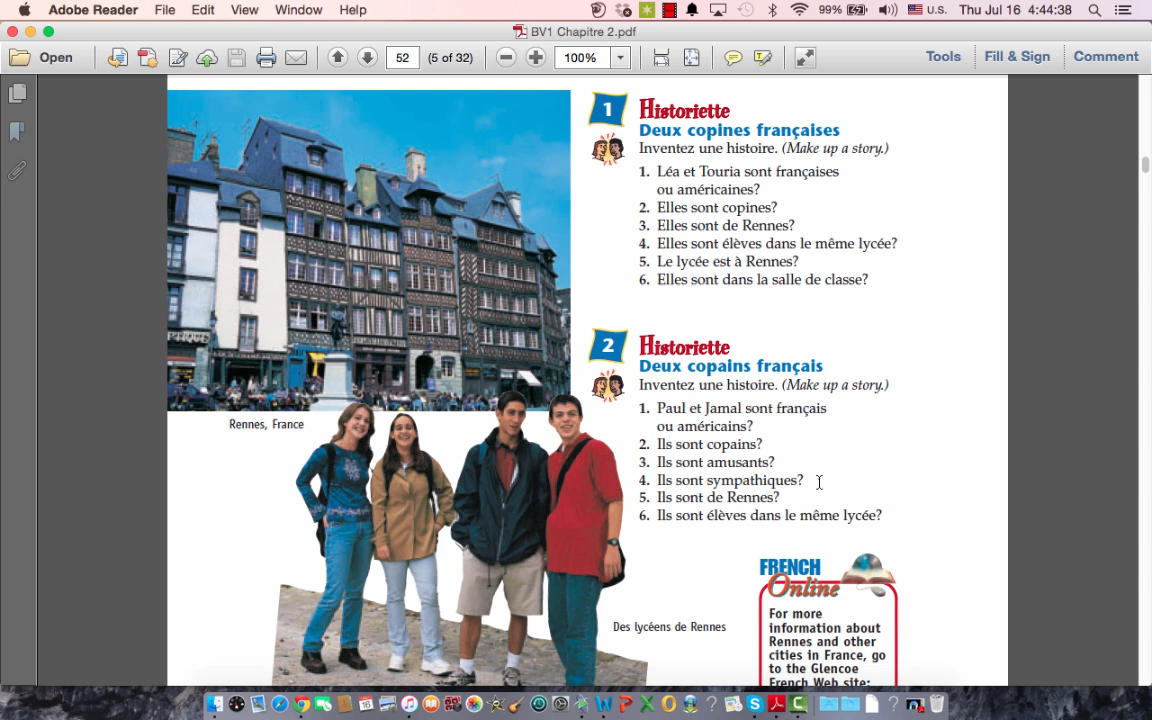 Adobe Reader File Edit View Window Help
99% U.S. Thu Jul 16 4:44:38
BV1 Chapitre 2.pdf
Open 52 (5 of 32) 100% Tools Fill & Sign Comment
1 Historiette
Deux copines françaises
Inventez une histoire. (Make up a story.)
1. Léa et Touria sont françaises
ou américaines?
2. Elles sont copines?
3. Elles sont de Rennes?
4. Elles sont élèves dans le même lycée?
5. Le lycée est à Rennes?
6. Elles sont dans la salle de classe?
Rennes, France
2 Historiette
Deux copains français
Inventez une histoire. (Make up a story.)
1. Paul et Jamal sont français
ou américains?
2. Ils sont copains?
3. Ils sont amusants?
4. Ils sont sympathiques?
5. Ils sont de Rennes?
6. Ils sont élèves dans le même lycée?
Des lycéens de Rennes
FRENCH
Online
For more
information about
Rennes and other
cities in France, go
to the Glencoe
French Web site: